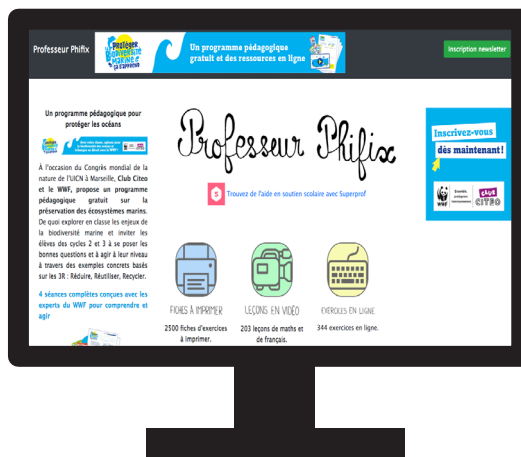 Professeur Phifix
PROTÉGER
LA BIODIVERSITÉ
MARINE
ÇA S'APPREND
Un programme pédagogique
gratuit et des ressources en ligne
Inscription newsletter
Un programme pédagogique pour
protéger les océans
À l'occasion du Congrès mondial de la
nature de l'UICN à Marseille, Club Citeo
et le WWF, propose un programme
pédagogique gratuit sur la
préservation des écosystèmes marins.
De quoi explorer en classe les enjeux de
la biodiversité marine et inviter les
élèves des cycles 2 et 3 à se poser les
bonnes questions et à agir à leur niveau
à travers des exemples concrets basés
sur les 3R : Réduire, Réutiliser, Recycler.
4 séances complètes conçues avec les
experts du WWF pour comprendre et
agir
Professeur Phifix
S Trouvez de l'aide en soutien scolaire avec Superprof
FICHES À IMPRIMER
2500 fiches d'exercices
à imprimer.
LEÇONS EN VIDÉO
203 leçons de maths et
de français.
EXERCICES EN LIGNE
344 exercices en ligne.
Inscrivez-vous
dès maintenant !
WWF
CLUB
CITEO